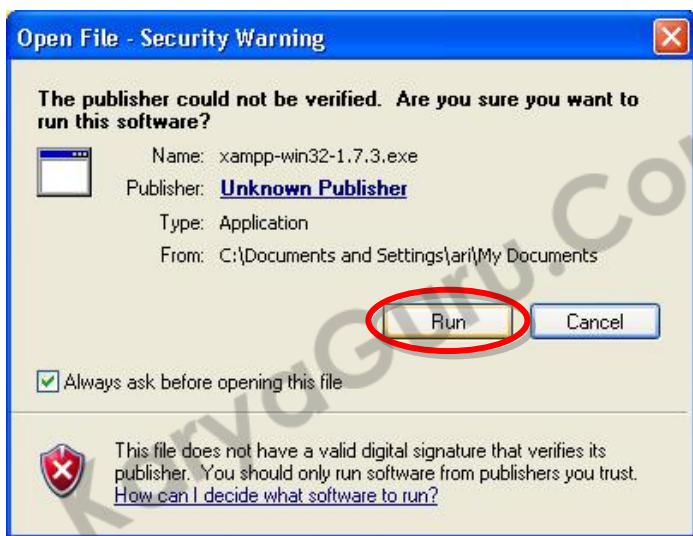 Open File - Security Warning
The publisher could not be verified. Are you sure you want to
run this software?
Name: xampp-win32-1.7.3.exe
Publisher: Unknown Publisher
Type: Application
From: C:\Documents and Settings\ari\My Documents
Run Cancel
Always ask before opening this file
This file does not have a valid digital signature that verifies its
publisher. You should only run software from publishers you trust.
How can I decide what software to run?
KaryaGuru.Co